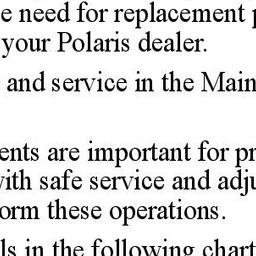 e need for replacement
your Polaris dealer.
and service in the Main
ents are important for pr
with safe service and adju
orm these operations.
ls in the following chart